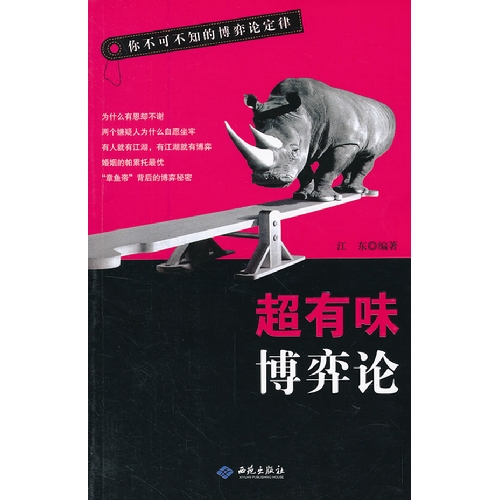 你不可不知的博弈论定律
为什么有恩却不谢
两个嫌疑人为什么自愿坐牢
有人就有江湖，有江湖就有博弈
婚姻的帕累托最优
“章鱼帝”背后的博弈秘密
江 东◎编著
超有味
博弈论
西苑出版社
XIYUAN PUBLISHING HOUSE